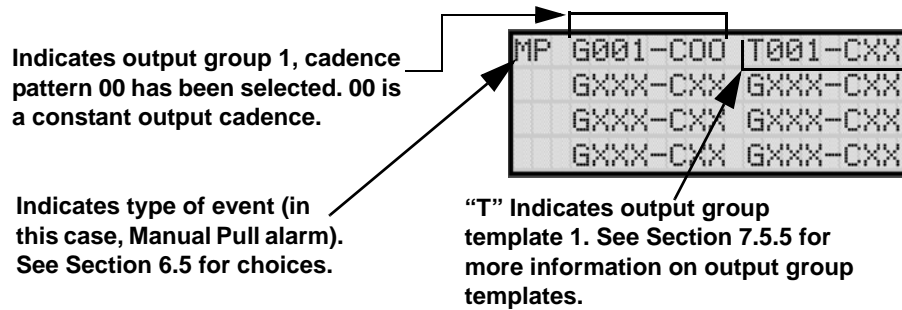 Indicates output group 1, cadence
pattern 00 has been selected. 00 is
a constant output cadence.
MP G001-C00 T001-CXX
GXXX-CXX GXXX-CXX
GXXX-CXX GXXX-CXX
GXXX-CXX GXXX-CXX
Indicates type of event (in
this case, Manual Pull alarm).
See Section 6.5 for choices.
“T” Indicates output group
template 1. See Section 7.5.5 for
more information on output group
templates.